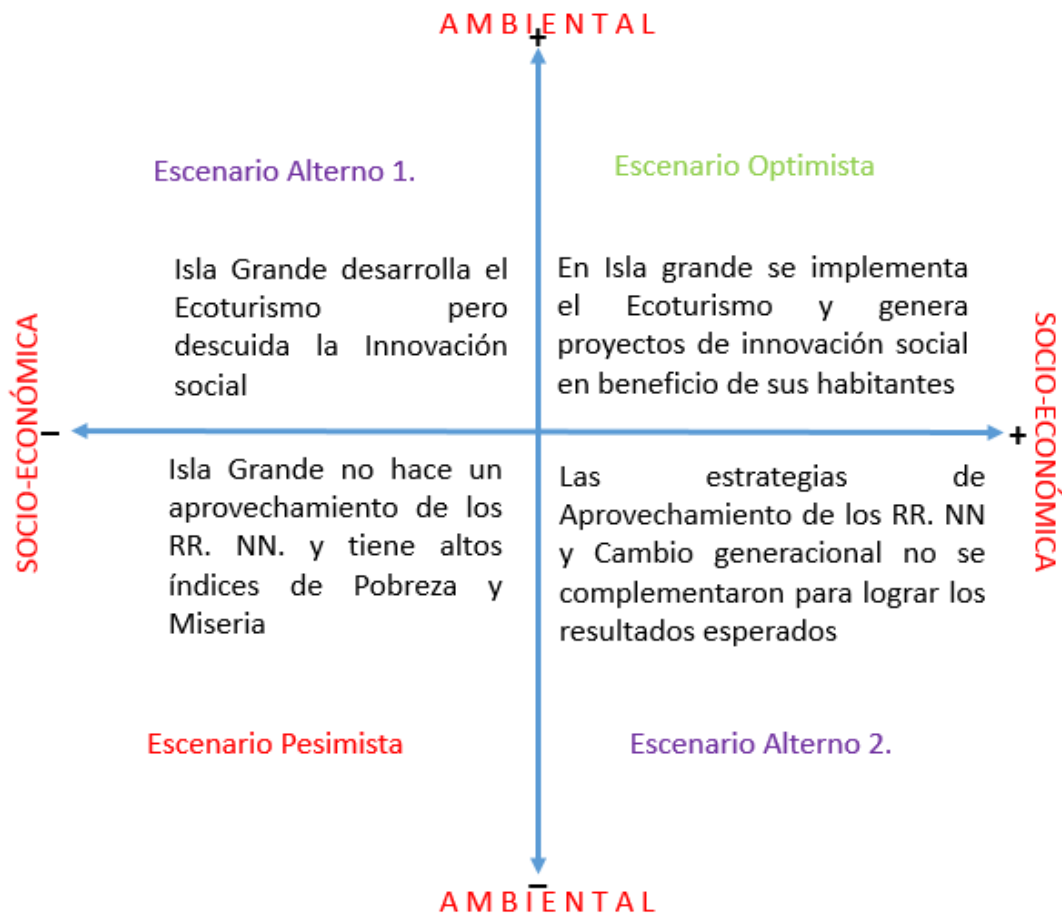 A M B I E N T A L
+
Escenario Alterno 1.
Isla Grande desarrolla el
Ecoturismo pero
descuida la Innovación
social
Escenario Optimista
En Isla grande se implementa
el Ecoturismo y genera
proyectos de innovación social
en beneficio de sus habitantes
SOCIO-ECONÓMICA
–
+
SOCIO-ECONÓMICA
Isla Grande no hace un
aprovechamiento de los
RR. NN. y tiene altos
índices de Pobreza y
Miseria
Escenario Pesimista
Las estrategias de
Aprovechamiento de los RR. NN
y Cambio generacional no se
complementaron para lograr los
resultados esperados
Escenario Alterno 2.
–
A M B I E N T A L